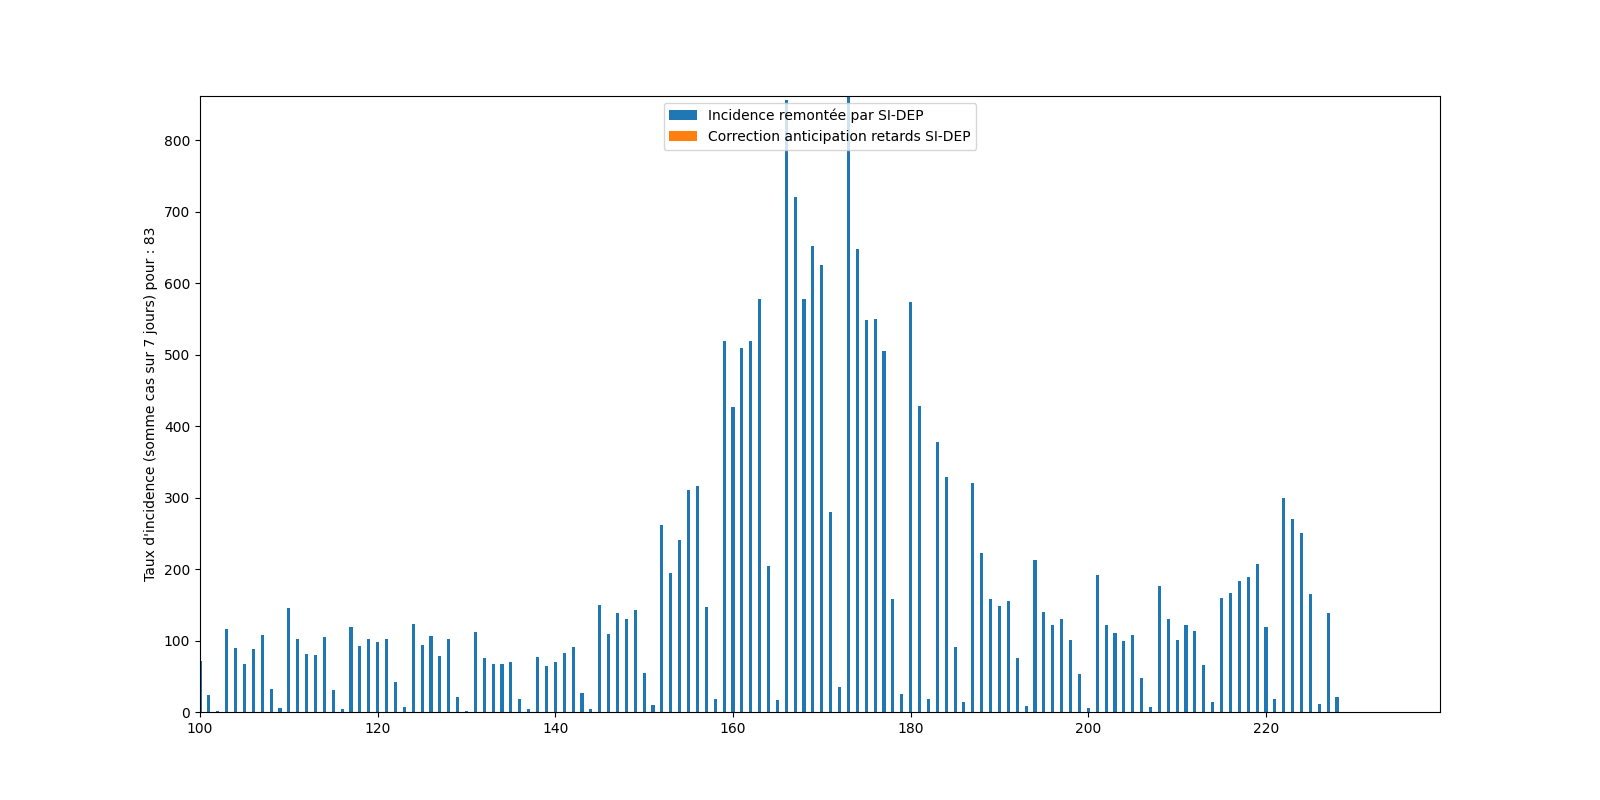 Incidence remontée par SI-DEP
Correction anticipation retards SI-DEP
Taux d'incidence (somme cas sur 7 jours) pour : 83
800
700
600
500
400
300
200
100
0
100 120 140 160 180 200 220